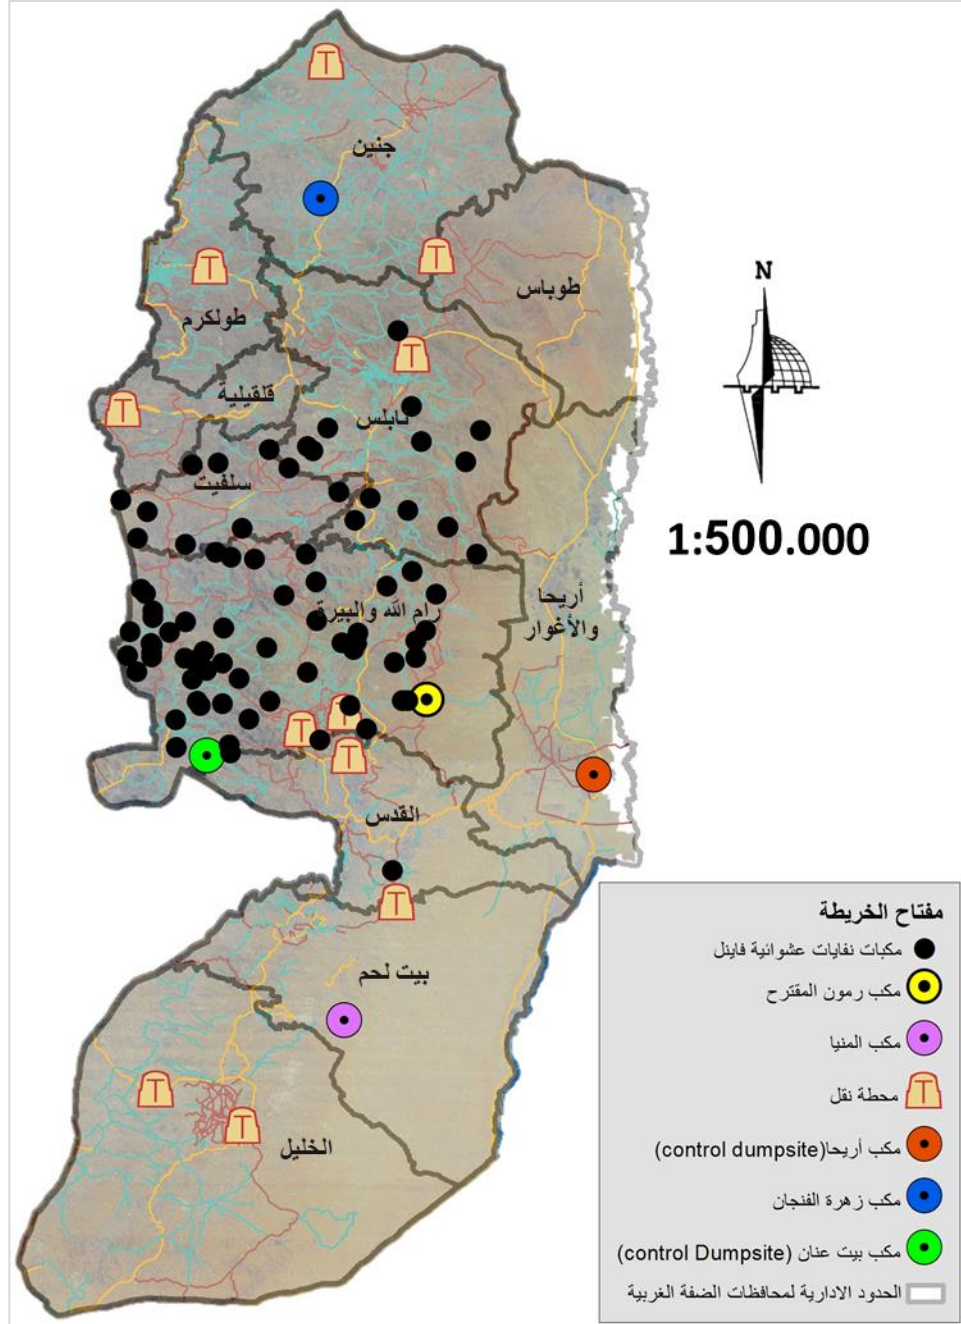 T
جنين
T
T
طوباس
طولكرم
N
T
قلقيلية
T
نابلس
سلفيت
1:500.000
أريحا
والأغوار
رام الله والبيرة
T
T
T
القدس
T
بيت لحم
T
T
الخليل
مفتاح الخريطة
مكبات نفايات عشوائية فاينل
مكب رمون المقترح
مكب المنيا
T محطة نقل
مكب أريحا(control dumpsite)
مكب زهرة الفنجان
مكب بيت عنان (control Dumpsite)
الحدود الادارية لمحافظات الضفة الغربية